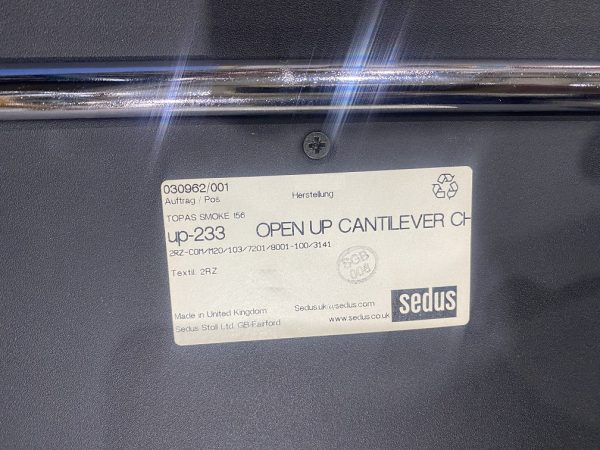 030962/001
Auftrag / Pos.
Herstellung
TOPAS SMOKE 156
up-233 OPEN UP CANTILEVER CH
2RZ-COM/M20/103/7201/9001-100/3141
SGB
006
Textil: 2RZ
Made in United Kingdom
Sedus Stoll Ltd. GB-Fairford
Sedus.uk@sedus.com
www.sedus.co.uk
sedus